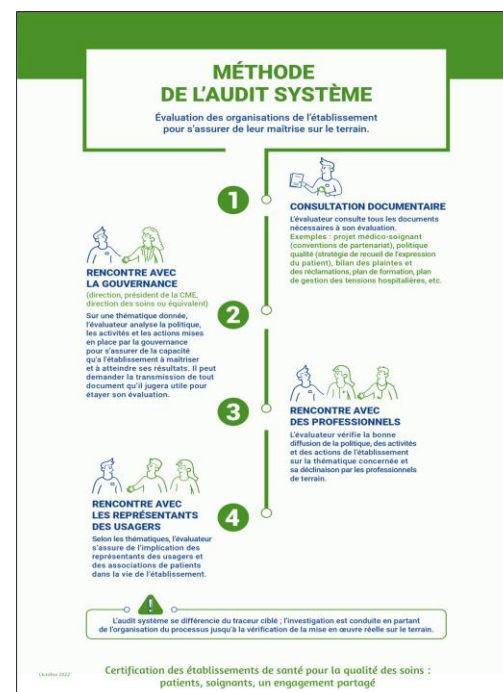 MÉTHODE
DE L'AUDIT SYSTÈME
Évaluation des organisations de l'établissement
pour s'assurer de leur maîtrise sur le terrain.
1
CONSULTATION DOCUMENTAIRE
L'évaluateur consulte tous les documents
nécessaires à son évaluation.
Exemples : projet médico-soignant
(conventions de partenariat), politique
qualité (stratégie de recueil de l'expression
du patient), bilan des plaintes et
des réclamations, plan de formation, plan
de gestion des tensions hospitalières, etc.
RENCONTRE AVEC
LA GOUVERNANCE
(direction, président de la CME,
direction des soins ou équivalent)
Sur une thématique donnée,
l'évaluateur analyse la politique,
les activités et les actions mises
en place par la gouvernance
pour s'assurer de la capacité
qu'a l'établissement à maîtriser
et à atteindre ses résultats. Il peut
demander la transmission de tout
document qu'il jugera utile pour
étayer son évaluation.
2
3
RENCONTRE AVEC
DES PROFESSIONNELS
L'évaluateur vérifie la bonne
diffusion de la politique, des activités
et des actions de l'établissement
sur la thématique concernée et
sa déclinaison par les professionnels
de terrain.
RENCONTRE AVEC
LES REPRÉSENTANTS
DES USAGERS
Selon les thématiques, l'évaluateur
s'assure de l'implication des
représentants des usagers et
des associations de patients
dans la vie de l'établissement.
4
L'audit système se différencie du traceur ciblé ; l'investigation est conduite en partant
de l'organisation du processus jusqu'à la vérification de la mise en œuvre réelle sur le terrain.
Octobre 2022
Certification des établissements de santé pour la qualité des soins :
patients, soignants, un engagement partagé